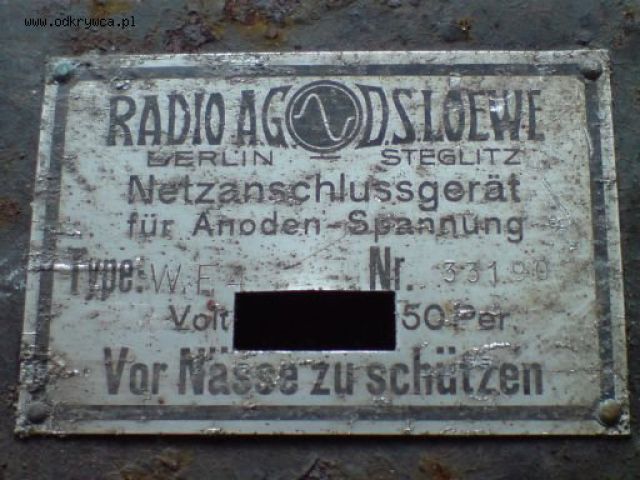 www.odkrywca.pl
RADIO A.G. D.S. LOEWE
BERLIN – STEGLITZ
Netzanschlussgerät
für Anoden-Spannung
Type: W.E 4 Nr. 33190
Volt 50 Per.
Vor Nässe zu schützen